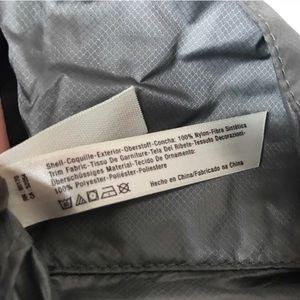 Shell-Coquille-Exterior-Oberstoff-Concha: 100% Nylon-Fibra Sintética
Trim Fabric-Tissu De Garniture-Tela Del Ribete-Tessuto Decorazioni-
Überschüssiges Material-Tecido De Ornamento:
100% Polyester-Poliéster-Poliestere
Hecho en China/Fabricado na China